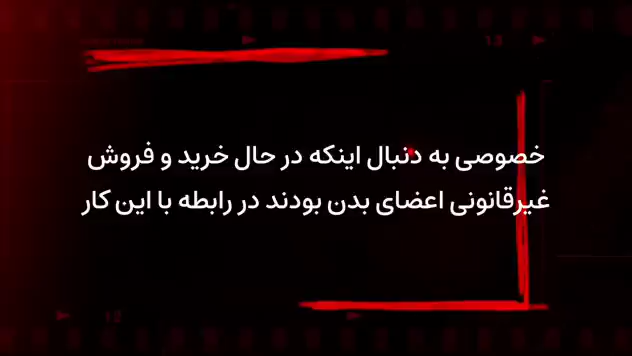 خصوصی به دنبال اینکه در حال خرید و فروش
غیرقانونی اعضای بدن بودند در رابطه با این کار